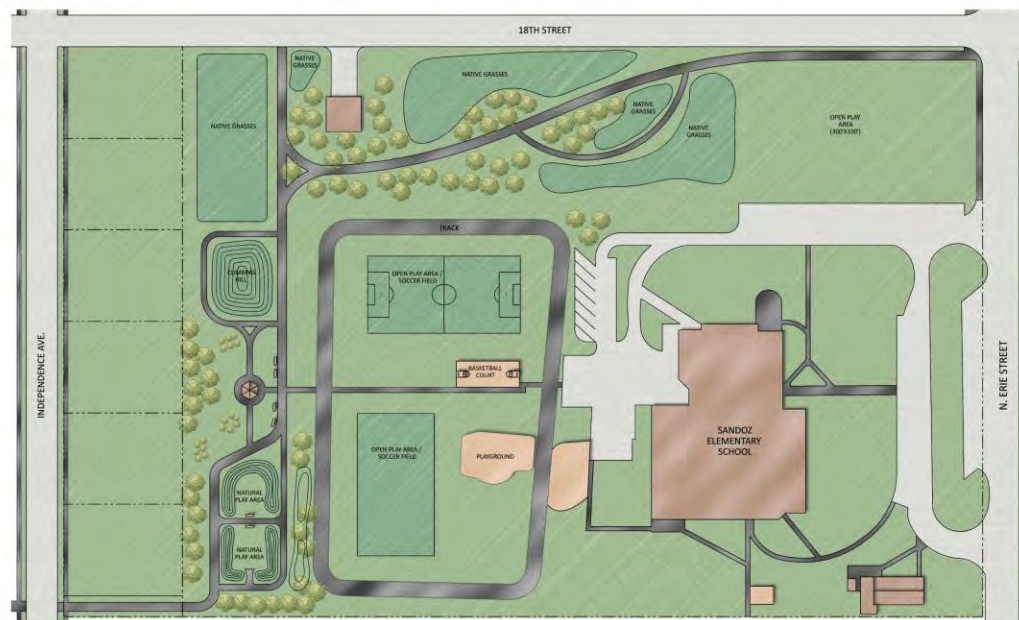 18TH STREET
NATIVE
GRASSES
NATIVE GRASSES
NATIVE GRASSES
NATIVE
GRASSES
NATIVE
GRASSES
OPEN PLAY
AREA
(300'X100')
TRACK
CLIMBING
HILL
OPEN PLAY AREA /
SOCCER FIELD
INDEPENDENCE AVE.
N. ERIE STREET
BASKETBALL
COURT
SANDOZ
ELEMENTARY
SCHOOL
OPEN PLAY AREA /
SOCCER FIELD
PLAYGROUND
NATURAL
PLAY AREA
NATURAL
PLAY AREA